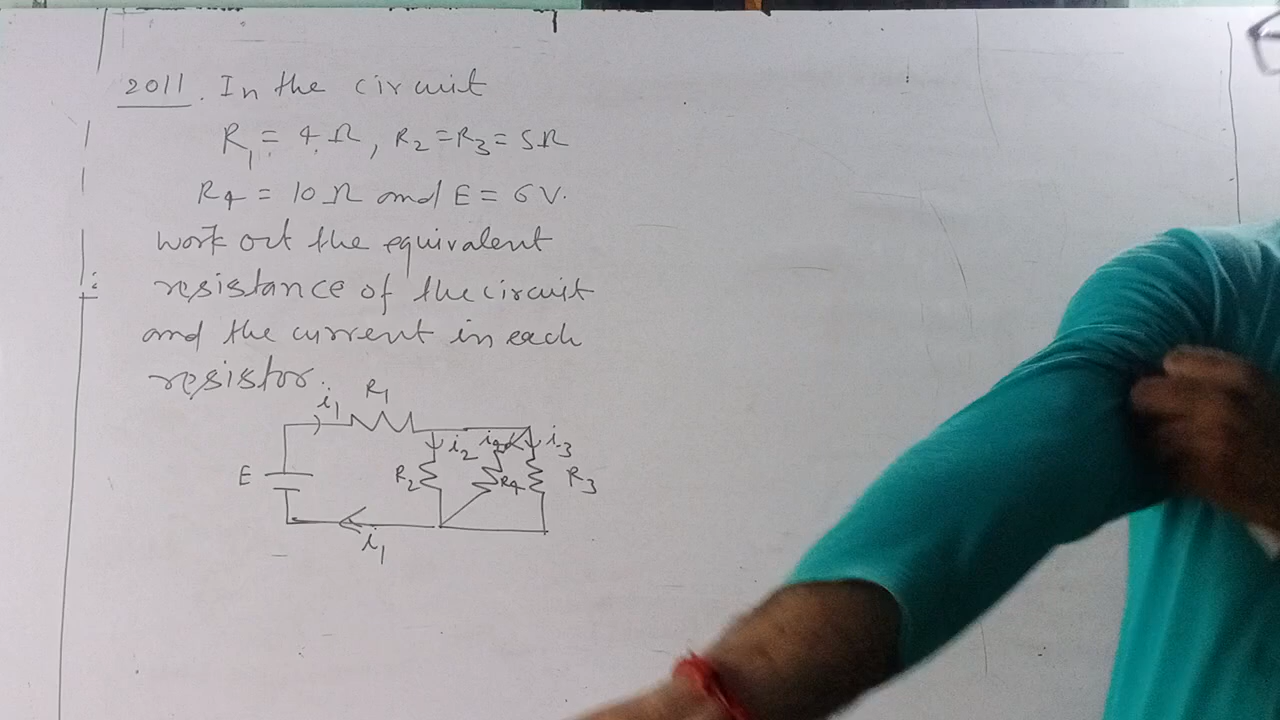 2011. In the circuit
R1 = 4 Ω, R2 = R3 = 5Ω
R4 = 10 Ω and E = 6 V.
work out the equivalent
resistance of the circuit
and the current in each
resistor.
i1 R1
i2 i4 i3
E R2 R4 R3
i1